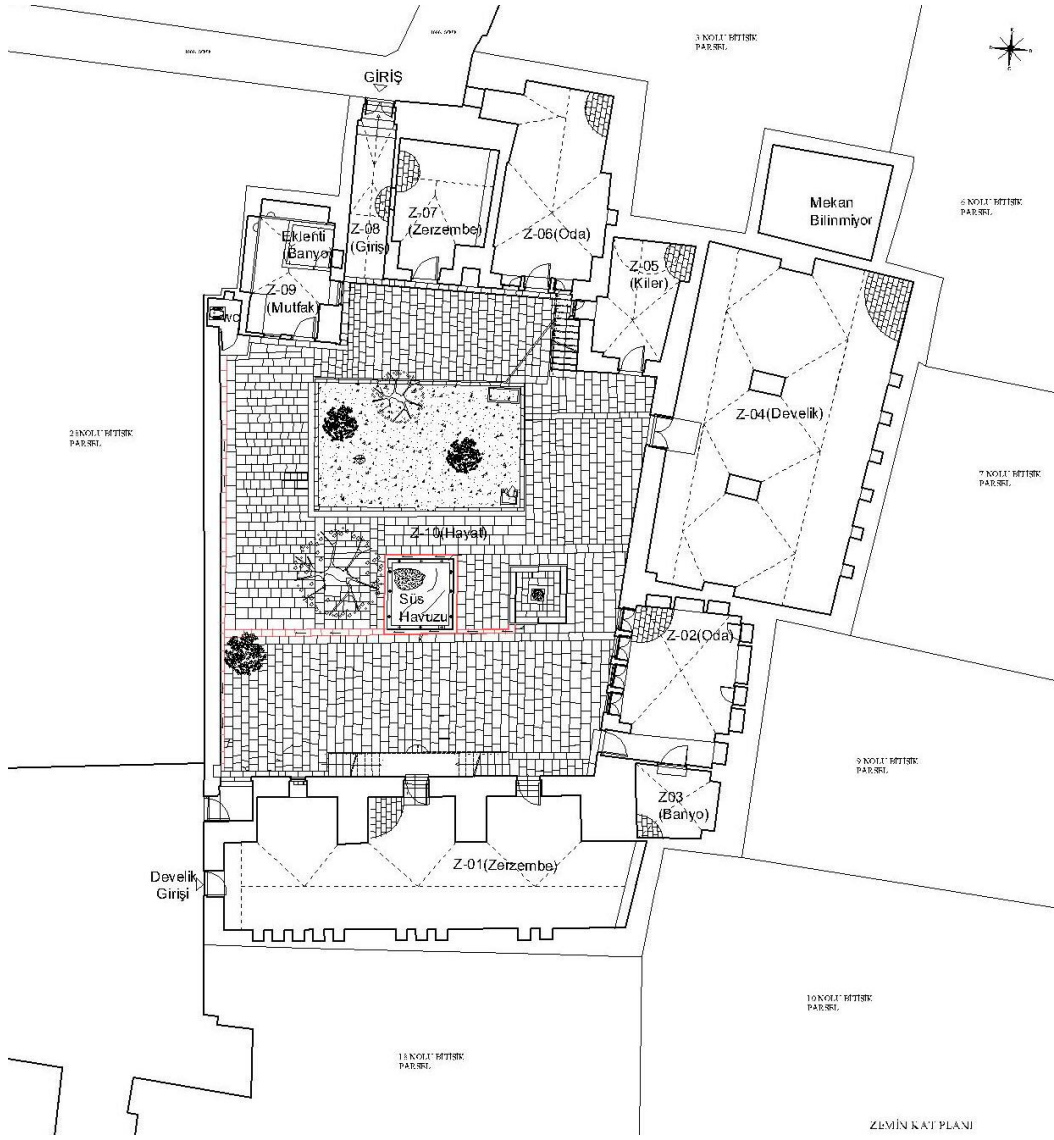 3 NOLU BİTİŞİK
PARSEL
GİRİŞ
Mekan
Bilinmiyor
6 NOLU BİTİŞİK
PARSEL
Z-07
(Zerzembe)
Z-08
(Giriş)
Z-06(Oda)
Eklenti
(Banyo)
Z-05
(Kiler)
Z-09
(Mutfak)
WC
Z-04(Develik)
NOLU BİTİŞİK
PARSEL
7 NOLU BİTİŞİK
PARSEL
Z-10(Hayat)
Süs
Havuzu
Z-02(Oda)
9 NOLU BİTİŞİK
PARSEL
Z03
(Banyo)
Z-01(Zerzembe)
Develik
Girişi
10 NOLU BİTİŞİK
PARSEL
NOLU BİTİŞİK
PARSEL
ZEMİN KAT PLANI